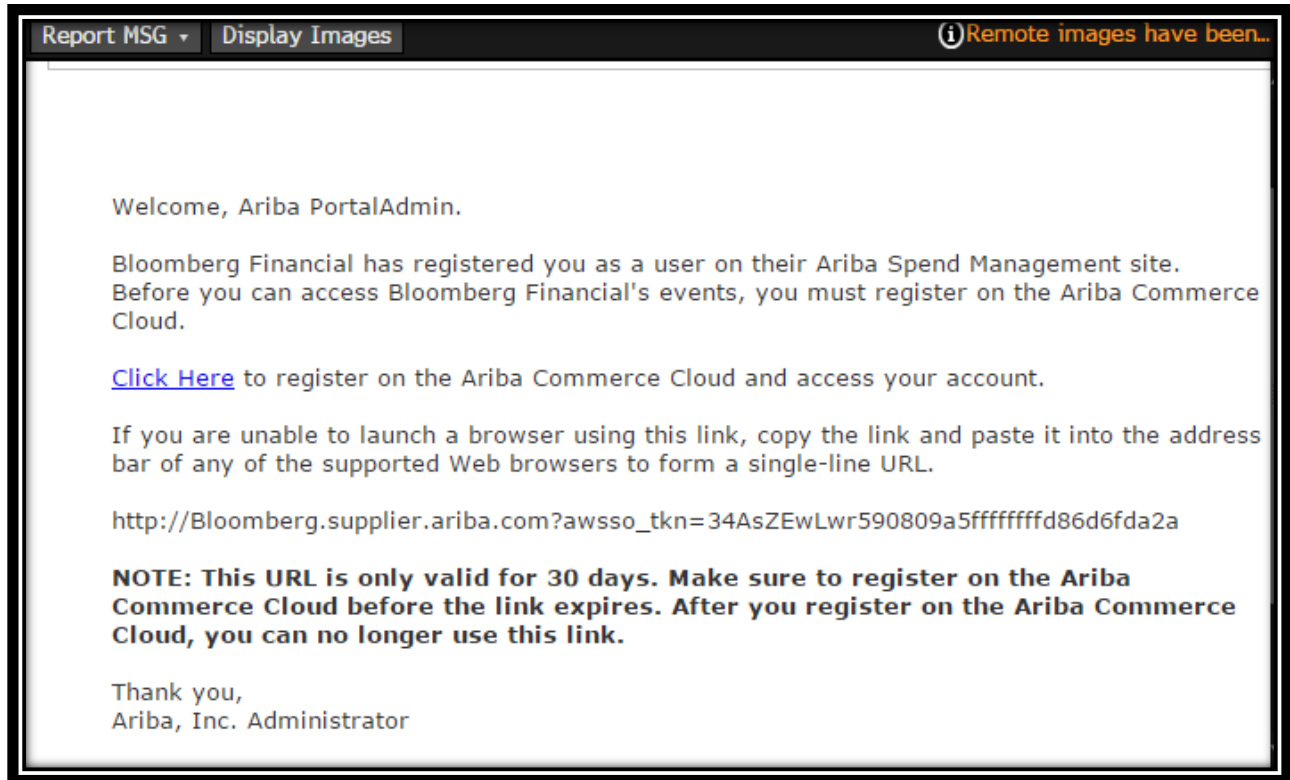 Report MSG Display Images Remote images have been...
Welcome, Ariba PortalAdmin.
Bloomberg Financial has registered you as a user on their Ariba Spend Management site.
Before you can access Bloomberg Financial's events, you must register on the Ariba Commerce
Cloud.
Click Here to register on the Ariba Commerce Cloud and access your account.
If you are unable to launch a browser using this link, copy the link and paste it into the address
bar of any of the supported Web browsers to form a single-line URL.
http://Bloomberg.supplier.ariba.com?awsso_tkn=34AsZEwLwr590809a5ffffffffd86d6fda2a
NOTE: This URL is only valid for 30 days. Make sure to register on the Ariba
Commerce Cloud before the link expires. After you register on the Ariba Commerce
Cloud, you can no longer use this link.
Thank you,
Ariba, Inc. Administrator